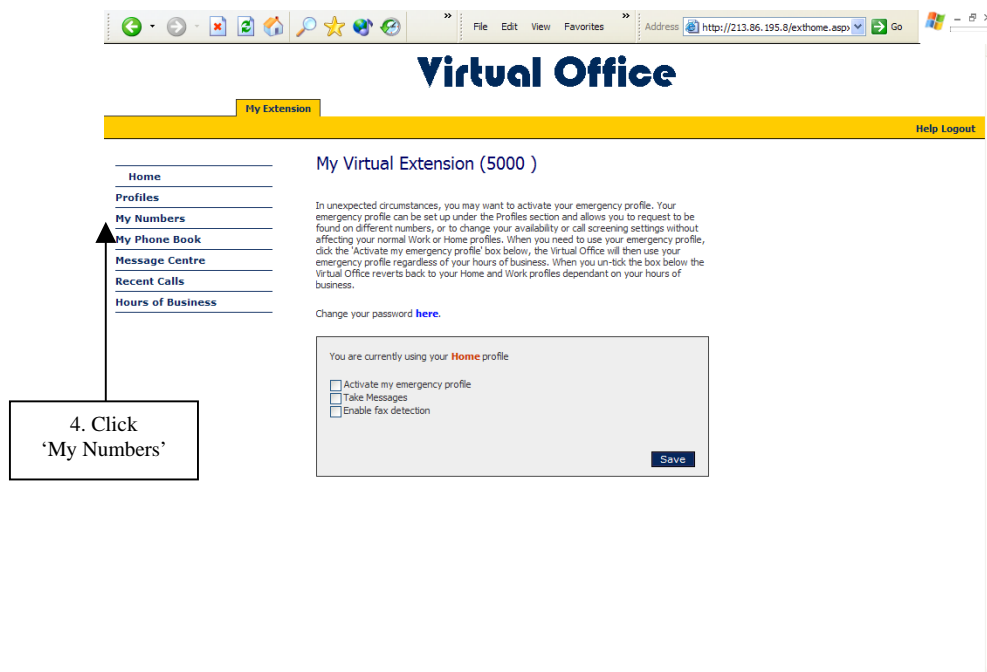 » File Edit View Favorites » Address http://213.86.195.8/exthome.asp Go
Virtual Office
My Extension
Help Logout
Home
Profiles
My Numbers
My Phone Book
Message Centre
Recent Calls
Hours of Business
My Virtual Extension (5000 )
In unexpected circumstances, you may want to activate your emergency profile. Your
emergency profile can be set up under the Profiles section and allows you to request to be
found on different numbers, or to change your availability or call screening settings without
affecting your normal Work or Home profiles. When you need to use your emergency profile,
click the 'Activate my emergency profile' box below, the Virtual Office will then use your
emergency profile regardless of your hours of business. When you un-tick the box below the
Virtual Office reverts back to your Home and Work profiles dependant on your hours of
business.
Change your password here.
You are currently using your Home profile
Activate my emergency profile
Take Messages
Enable fax detection
Save
4. Click
‘My Numbers’